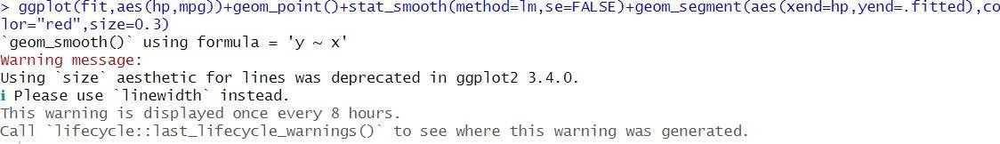 > ggplot(fit,aes(hp,mpg))+geom_point()+stat_smooth(method=lm,se=FALSE)+geom_segment(aes(xend=hp,yend=.fitted),co
lor="red",size=0.3)
`geom_smooth()` using formula = 'y ~ x'
Warning message:
Using `size` aesthetic for lines was deprecated in ggplot2 3.4.0.
ℹ Please use `linewidth` instead.
This warning is displayed once every 8 hours.
Call `lifecycle::last_lifecycle_warnings()` to see where this warning was generated.